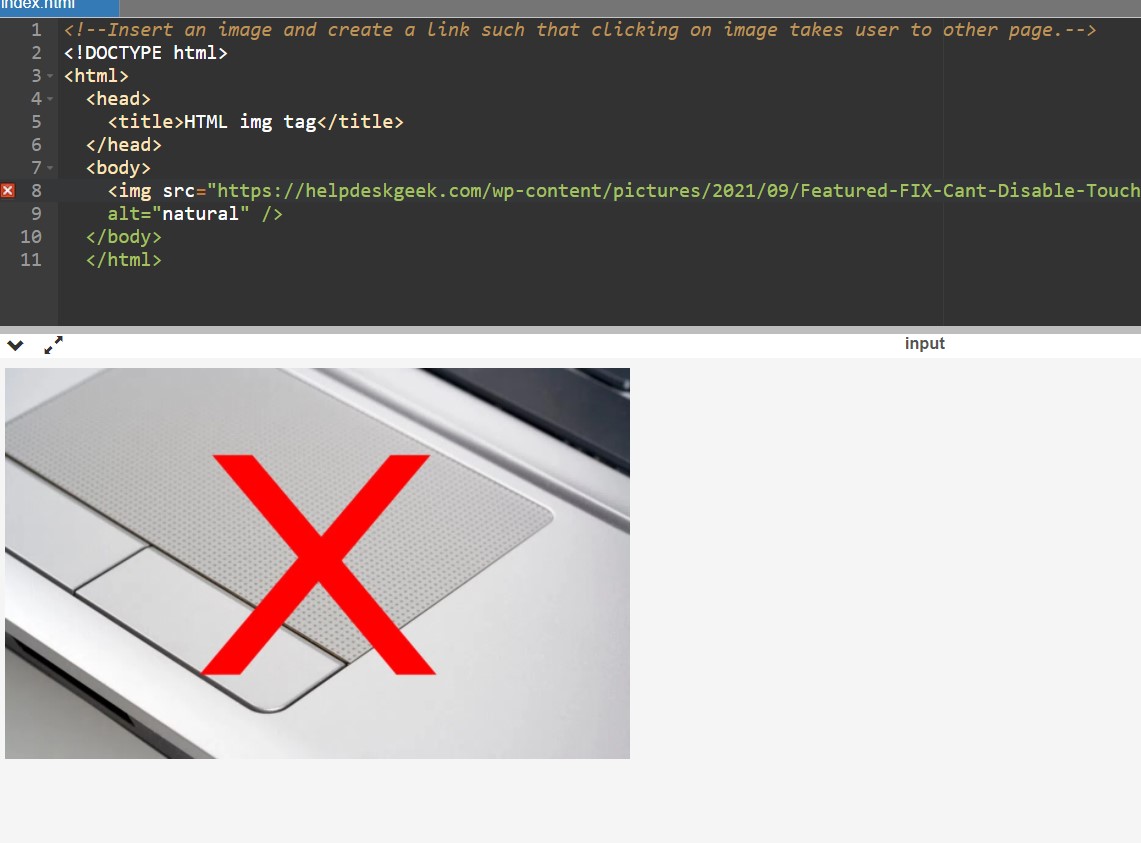 index.html
1 <!--Insert an image and create a link such that clicking on image takes user to other page.-->
2 <!DOCTYPE html>
3 <html>
4 <head>
5 <title>HTML img tag</title>
6 </head>
7 <body>
8 <img src="https://helpdeskgeek.com/wp-content/pictures/2021/09/Featured-FIX-Cant-Disable-Touch
9 alt="natural" />
10 </body>
11 </html>
input
X